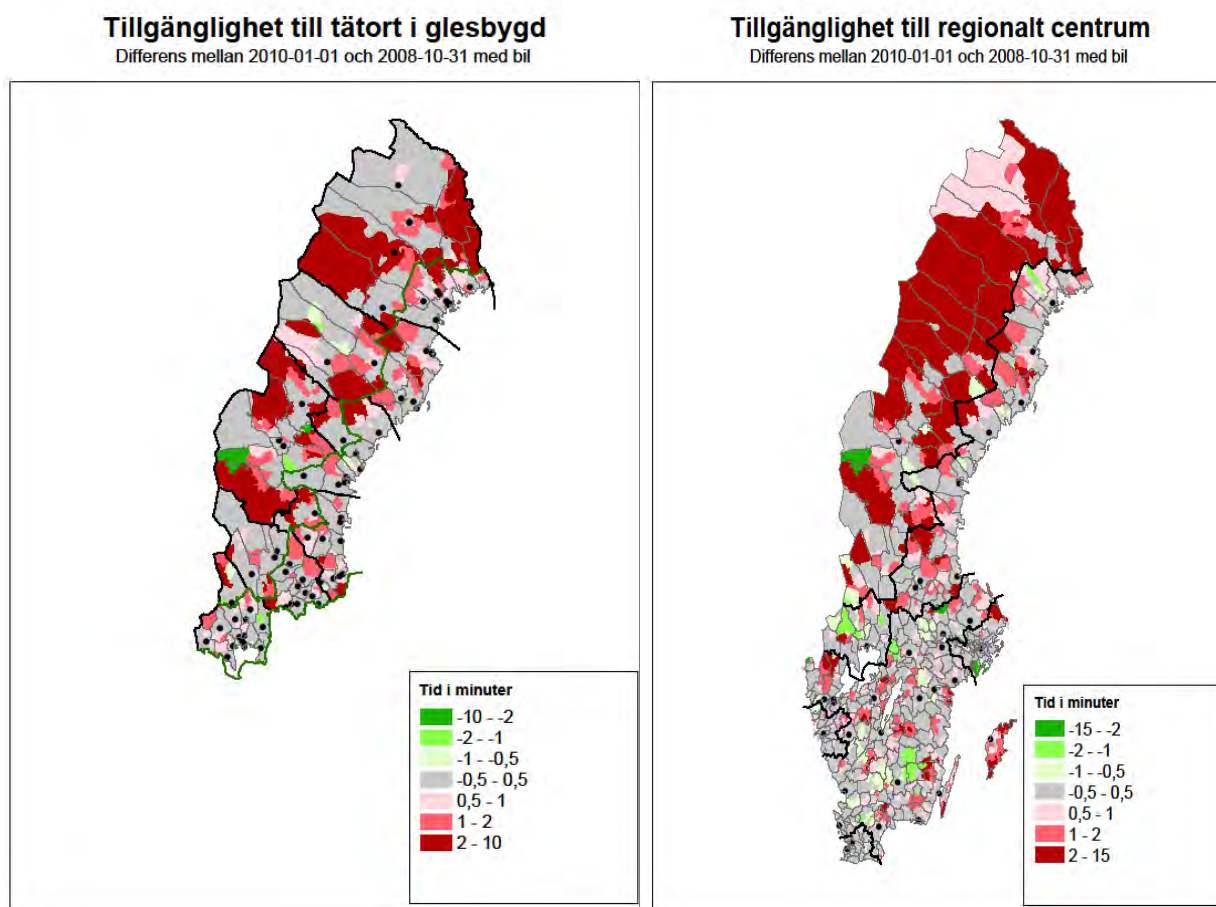 Tillgänglighet till tätort i glesbygd
Differens mellan 2010-01-01 och 2008-10-31 med bil
Tid i minuter
-10 - -2
-2 - -1
-1 - -0,5
-0,5 - 0,5
0,5 - 1
1 - 2
2 - 10
Tillgänglighet till regionalt centrum
Differens mellan 2010-01-01 och 2008-10-31 med bil
Tid i minuter
-15 - -2
-2 - -1
-1 - -0,5
-0,5 - 0,5
0,5 - 1
1 - 2
2 - 15